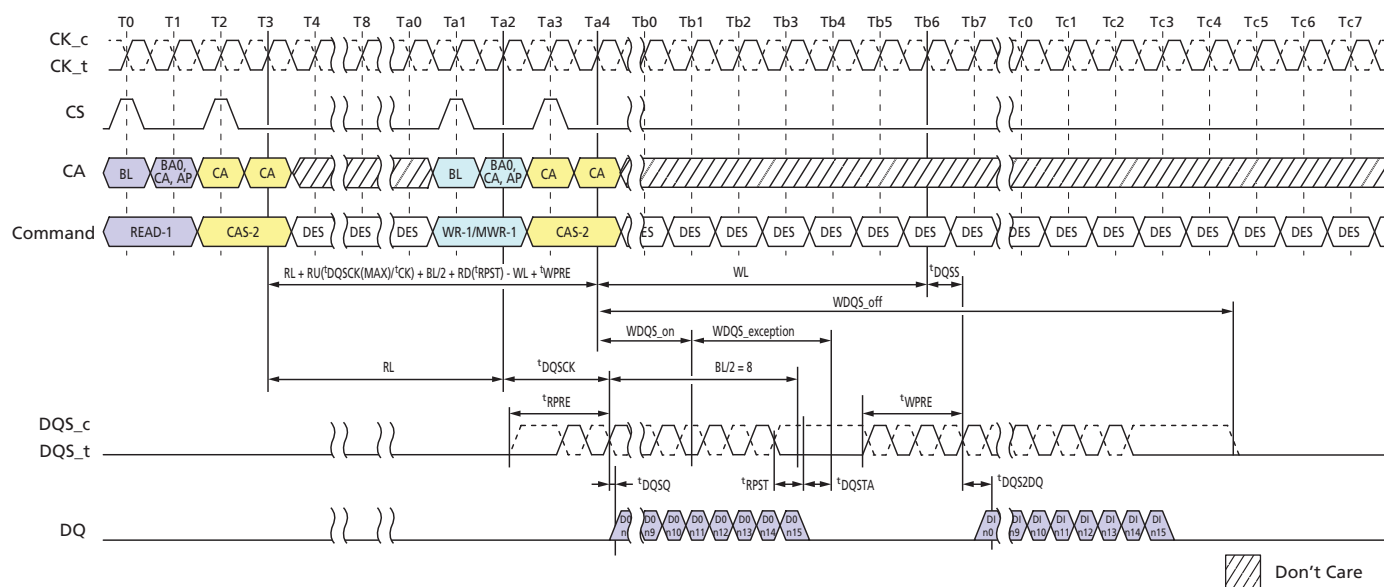 T0 T1 T2 T3 T4 T8 Ta0 Ta1 Ta2 Ta3 Ta4 Tb0 Tb1 Tb2 Tb3 Tb4 Tb5 Tb6 Tb7 Tc0 Tc1 Tc2 Tc3 Tc4 Tc5 Tc6 Tc7
CK_c
CK_t
CS
CA BL BA0, CA, AP CA CA BL BA0, CA, AP CA CA
Command READ-1 CAS-2 DES DES DES WR-1/MWR-1 CAS-2 DES DES DES DES DES DES DES DES DES DES DES DES DES DES DES DES
RL + RU(tDQSCK(MAX)/tCK) + BL/2 + RD(tRPST) - WL + tWPRE WL tDQSS
WDQS_off
WDQS_on WDQS_exception
RL tDQSCK BL/2 = 8
tRPRE tWPRE
DQS_c
DQS_t
tDQSQ tRPST tDQSTA tDQS2DQ
DQ D0 n0 D0 n9 D0 n10 D0 n11 D0 n12 D0 n13 D0 n14 D0 n15 DI n0 DI n9 DI n10 DI n11 DI n12 DI n13 DI n14 DI n15
Don't Care